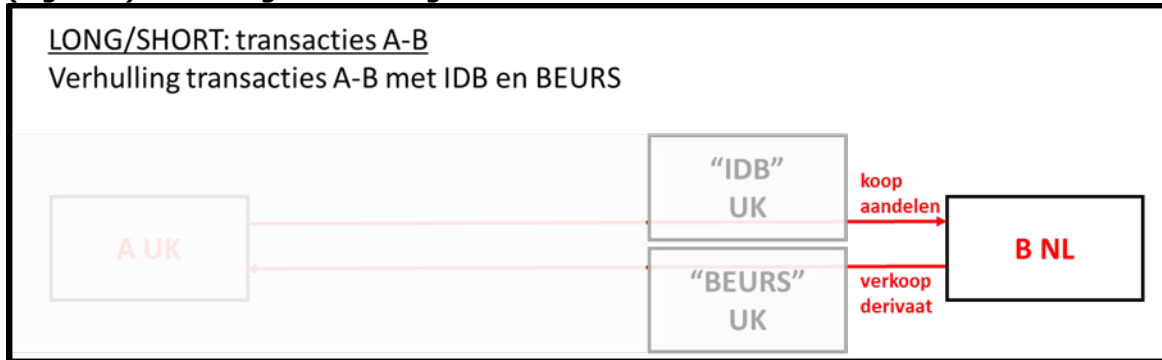 LONG/SHORT: transacties A-B
Verhulling transacties A-B met IDB en BEURS
"IDB"
UK
koop
aandelen
A UK
B NL
"BEURS"
UK
verkoop
derivaat